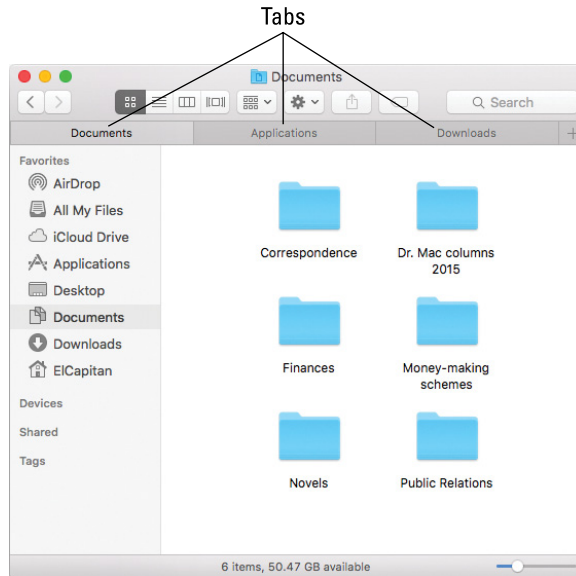 Tabs
Documents
Search
Documents
Applications
Downloads
Favorites
AirDrop
All My Files
iCloud Drive
Applications
Desktop
Documents
Downloads
ElCapitan
Devices
Shared
Tags
Correspondence
Dr. Mac columns
2015
Finances
Money-making
schemes
Novels
Public Relations
6 items, 50.47 GB available